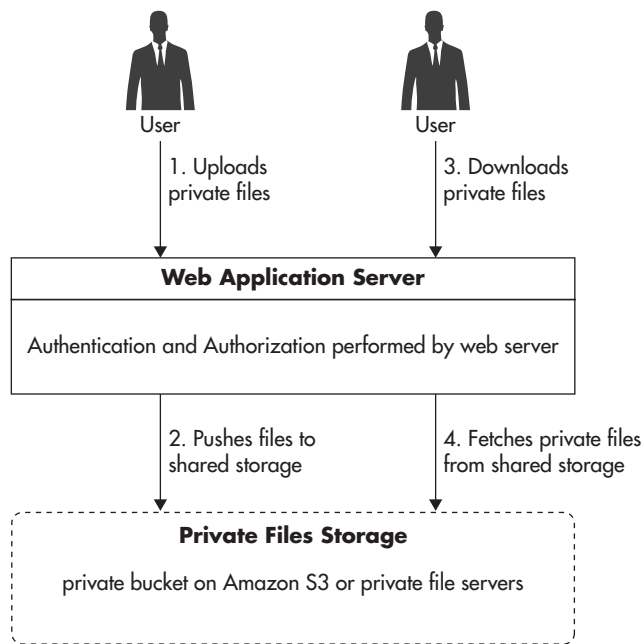 User
User
1. Uploads
private files
3. Downloads
private files
Web Application Server
Authentication and Authorization performed by web server
2. Pushes files to
shared storage
4. Fetches private files
from shared storage
Private Files Storage
private bucket on Amazon S3 or private file servers